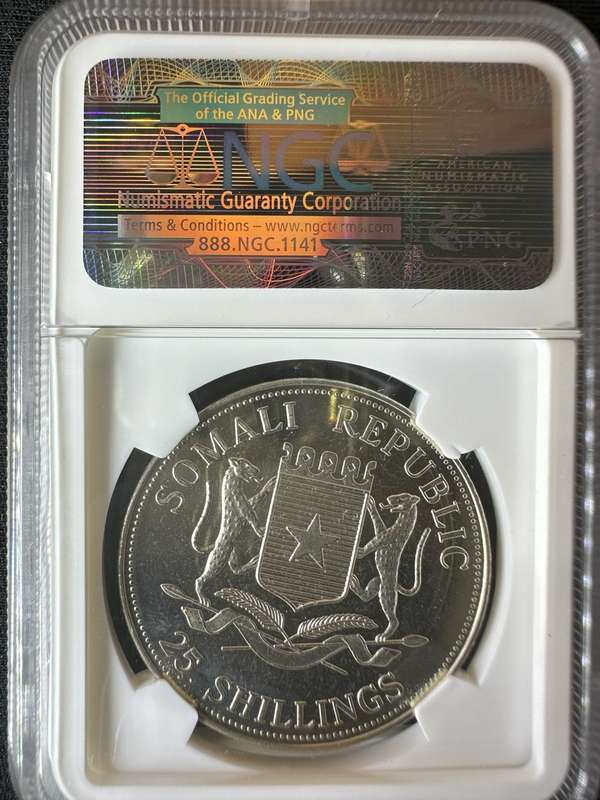 The Official Grading Service
of the ANA & PNG
NGC
Numismatic Guaranty Corporation
Terms & Conditions – www.ngcterms.com
888.NGC.1141
AMERICAN
NUMISMATIC
ASSOCIATION
PNG
SOMALI REPUBLIC
25 SHILLINGS